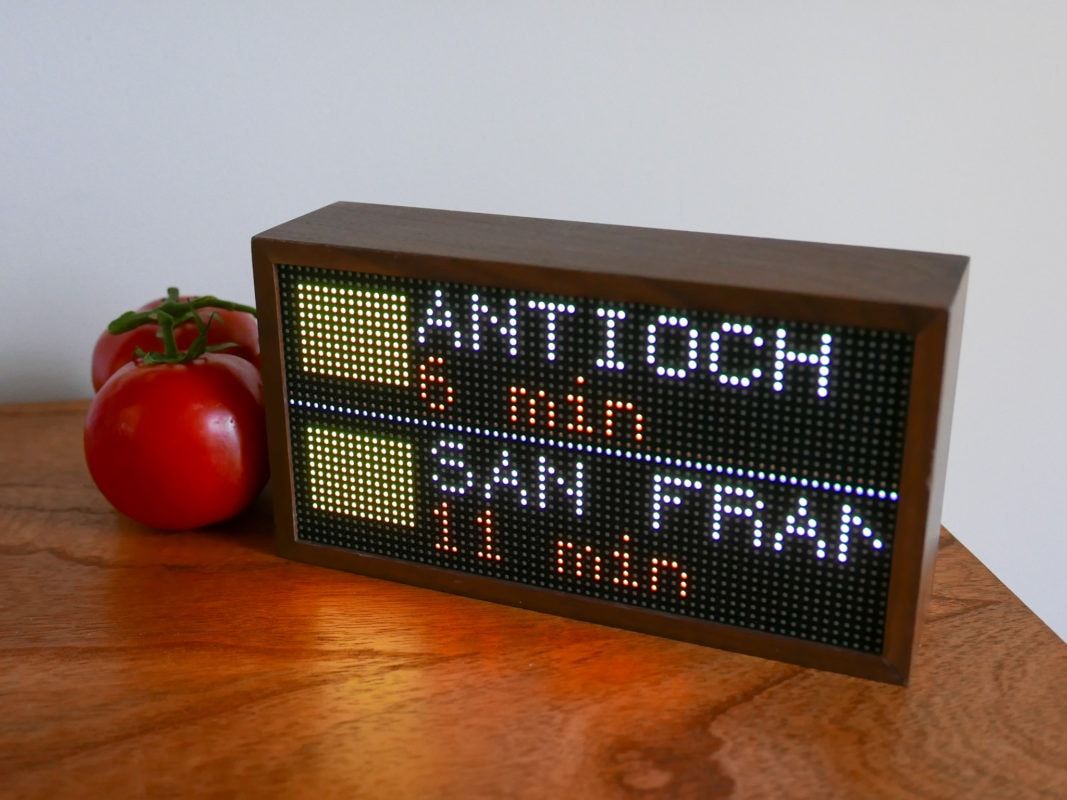 ANTIOCH
6 min
SAN FRAN
11 min